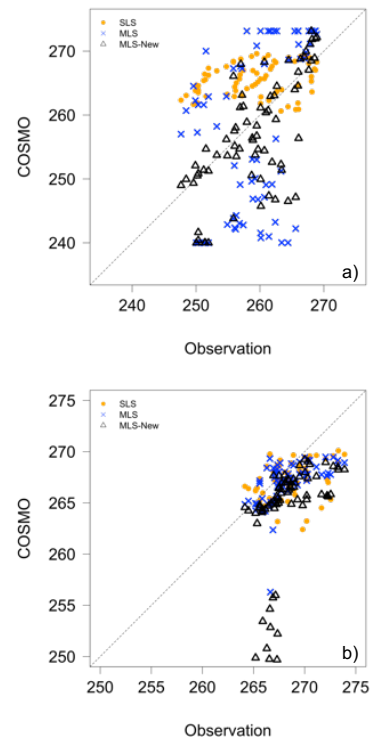 SLS
MLS
MLS-New
270
260
250
240
COSMO
a)
240 250 260 270
Observation
275
SLS
MLS
MLS-New
270
265
260
255
250
COSMO
b)
250 255 260 265 270 275
Observation